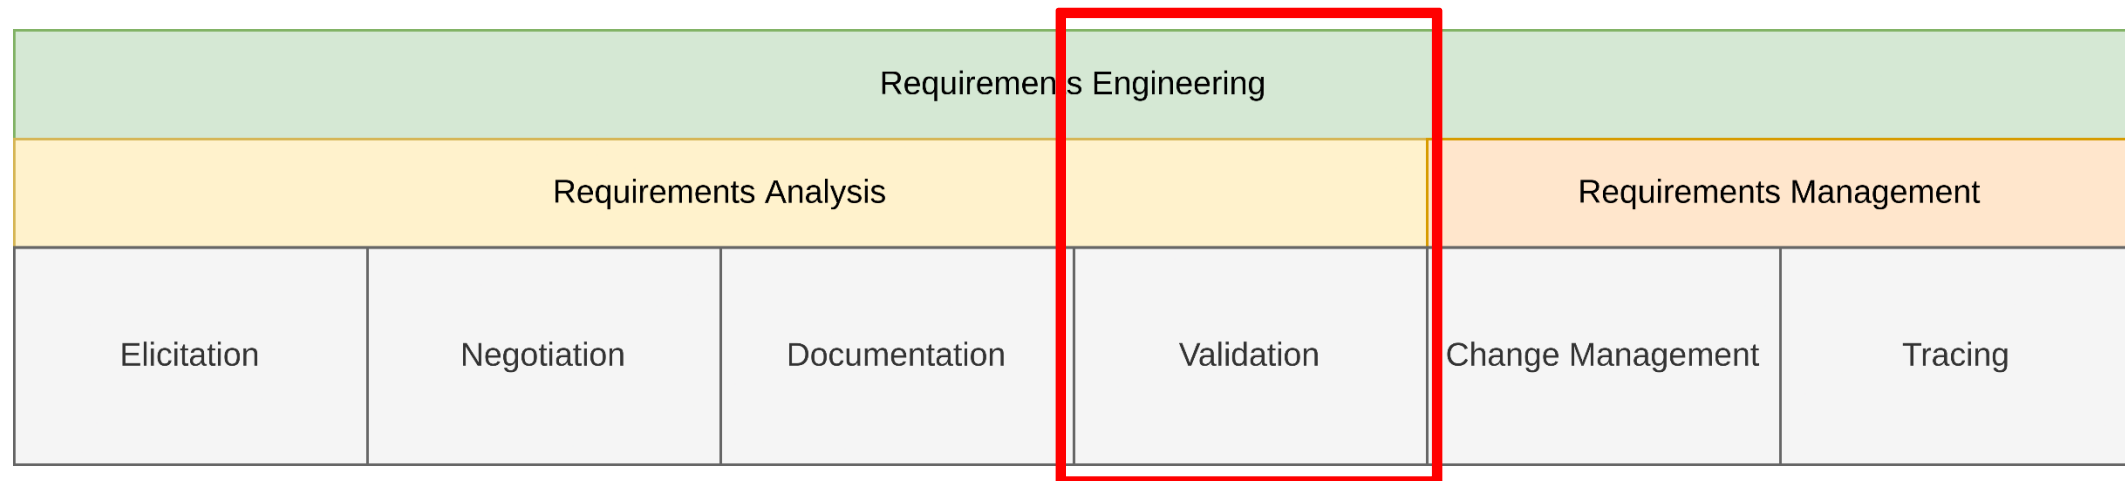 Requirements Engineering
Requirements Analysis
Requirements Management
Elicitation
Negotiation
Documentation
Validation
Change Management
Tracing